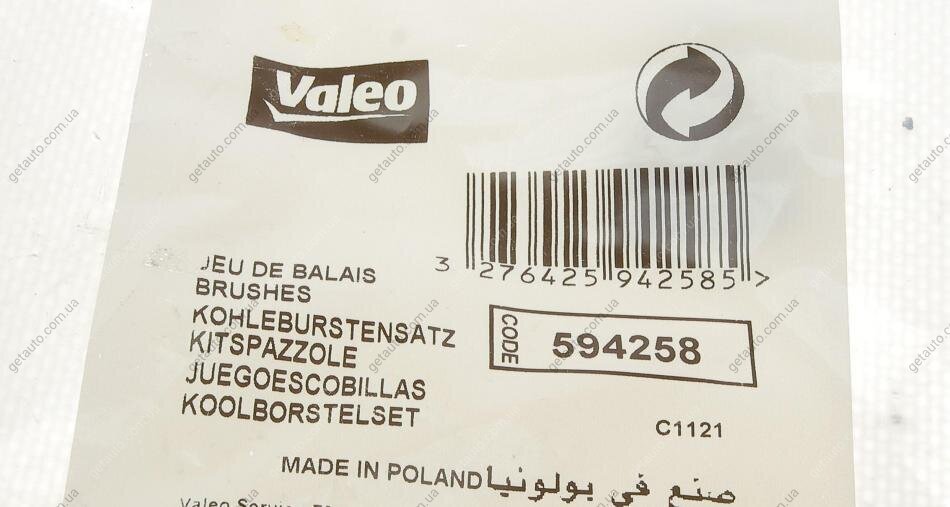 Valeo
3 276425 942585 >
JEU DE BALAIS
BRUSHES
KOHLEBURSTENSATZ
KITSPAZZOLE
JUEGOESCOBILLAS
KOOLBORSTELSET
CODE 594258
C1121
MADE IN POLAND صنع في بولونيا
Valeo
getauto.com.ua